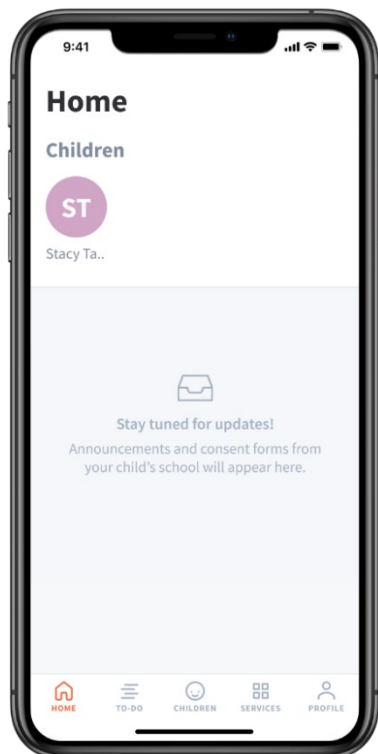 9:41
Home
Children
ST
Stacy Ta..
Stay tuned for updates!
Announcements and consent forms from
your child's school will appear here.
HOME TO-DO CHILDREN SERVICES PROFILE